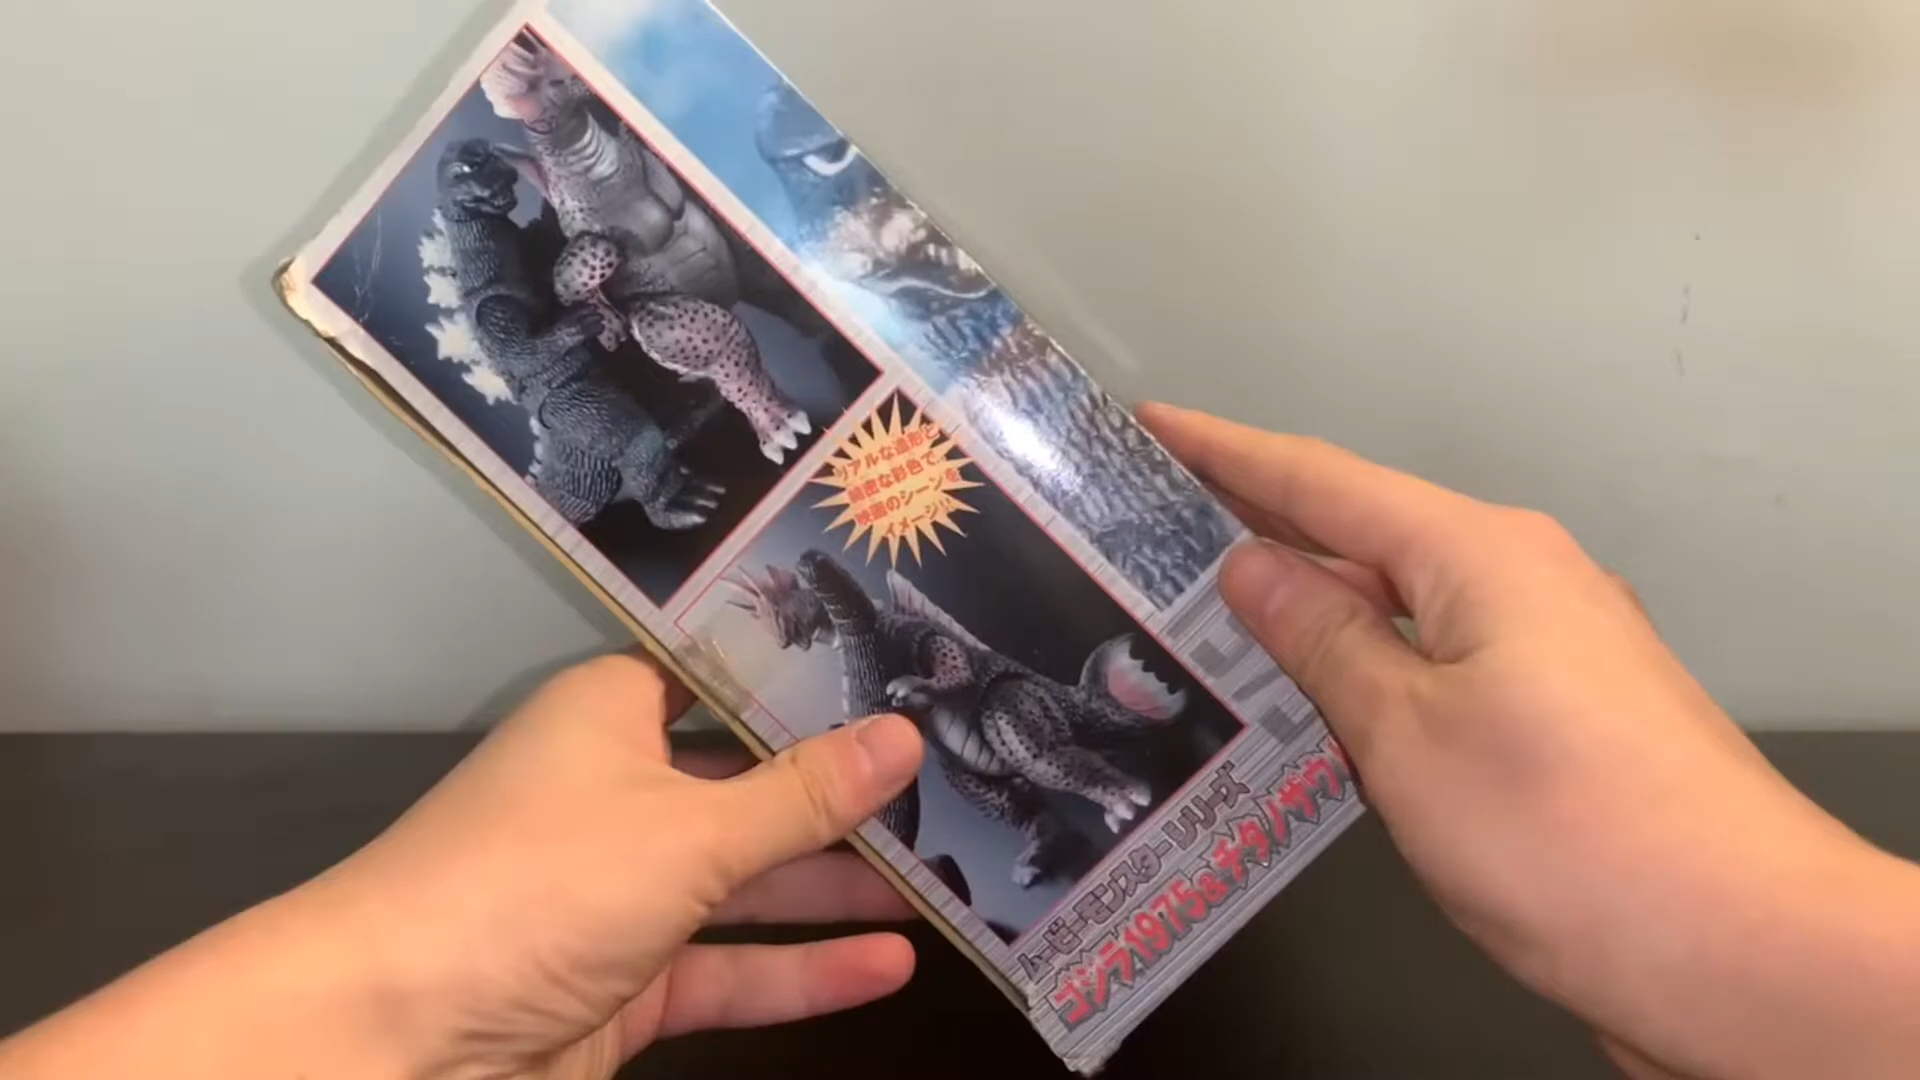 リアルな造形と
緻密な彩色で、
映画のシーンを
イメージ!!
ムービーモンスターシリーズ
ゴジラ1975&チタノザウル